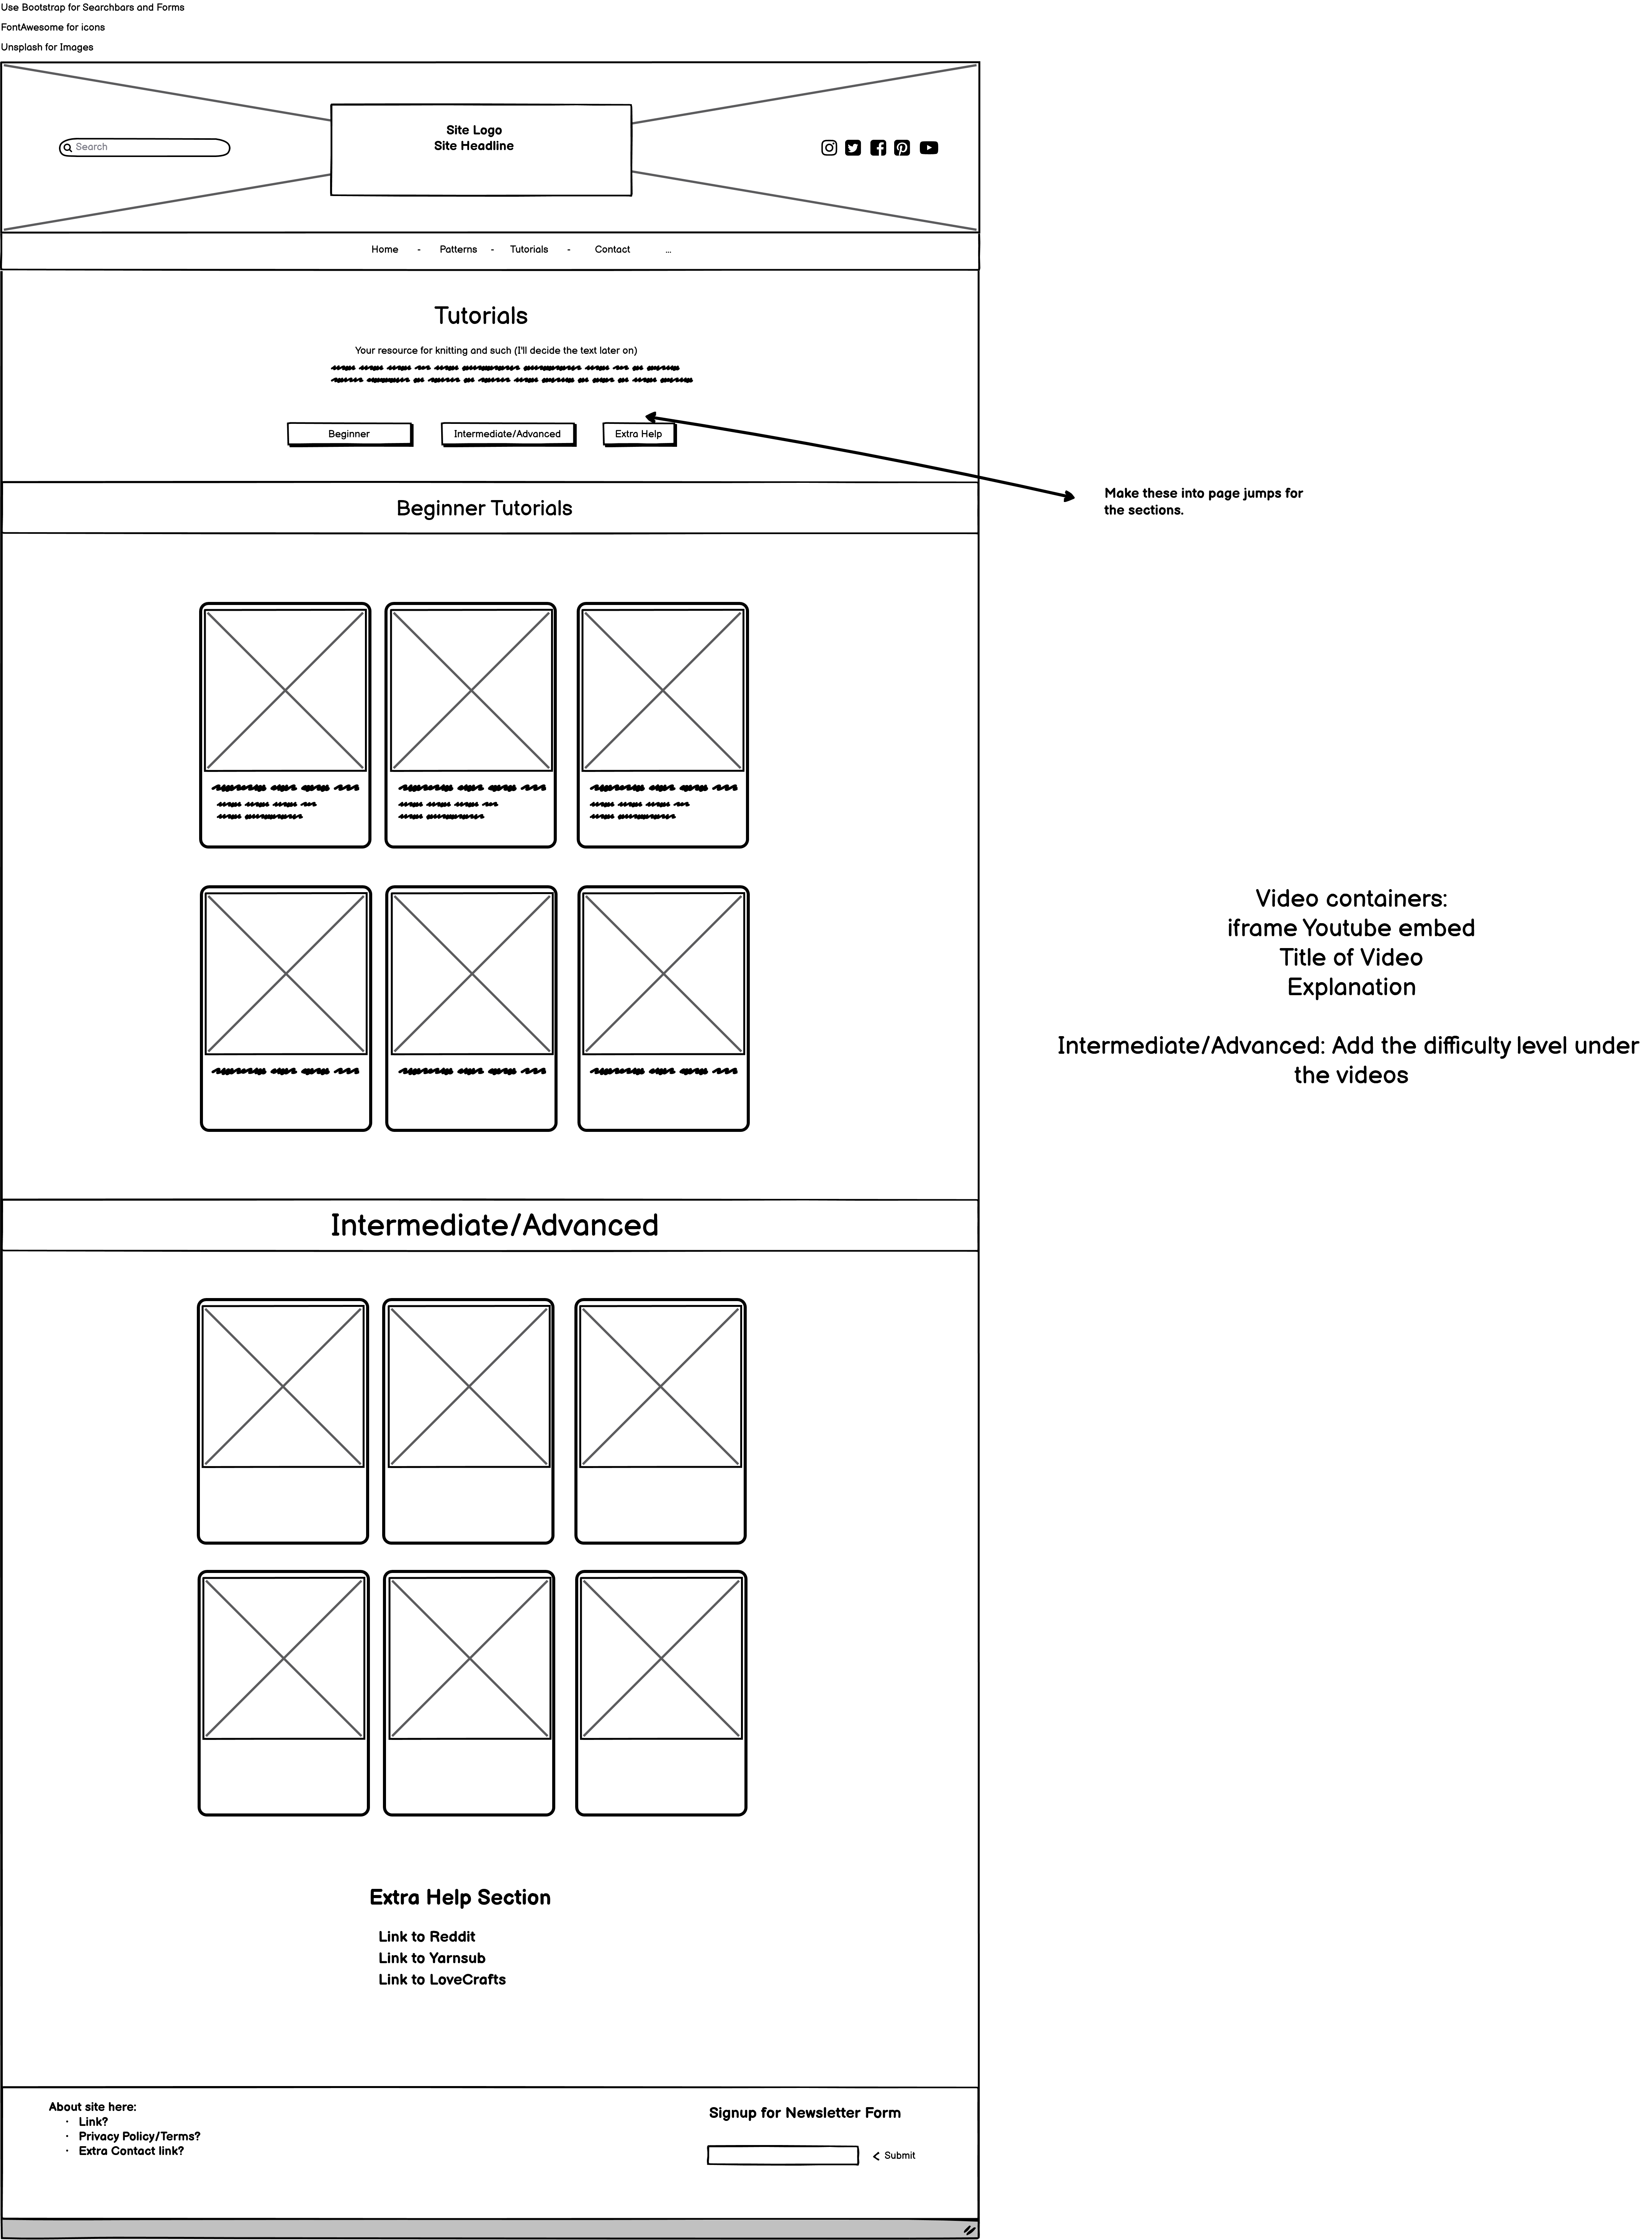 Use Bootstrap for Searchbars and Forms
FontAwesome for icons
Unsplash for Images
Search
Site Logo
Site Headline
Home - Patterns - Tutorials - Contact ...
Tutorials
Your resource for knitting and such (I'll decide the text later on)
Beginner
Intermediate/Advanced
Extra Help
Make these into page jumps for
the sections.
Beginner Tutorials
Video containers:
iframe Youtube embed
Title of Video
Explanation
Intermediate/Advanced: Add the difficulty level under
the videos
Intermediate/Advanced
Extra Help Section
Link to Reddit
Link to Yarnsub
Link to LoveCrafts
About site here:
· Link?
· Privacy Policy/Terms?
· Extra Contact link?
Signup for Newsletter Form
< Submit